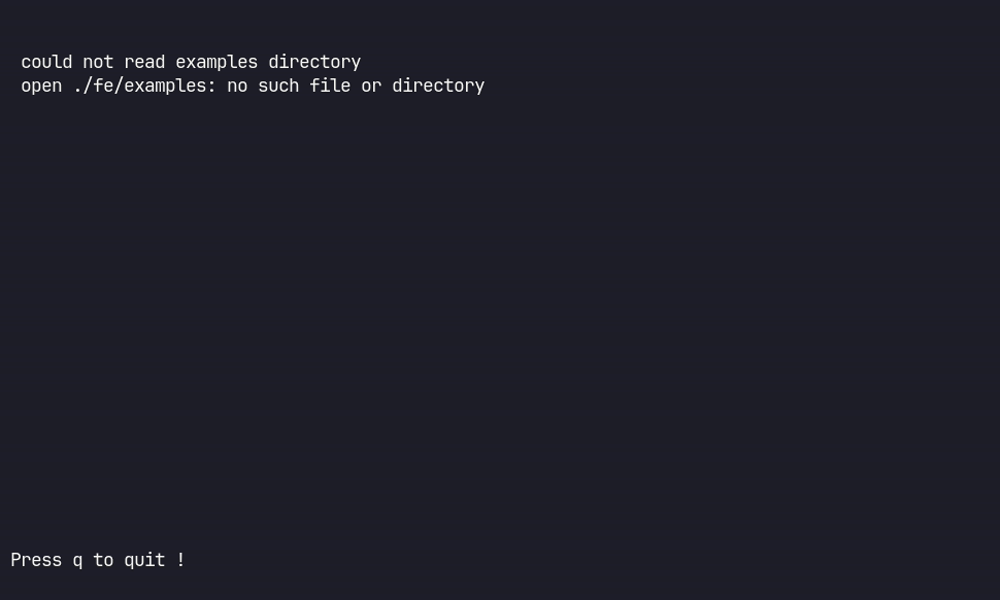 could not read examples directory
open ./fe/examples: no such file or directory
Press q to quit !